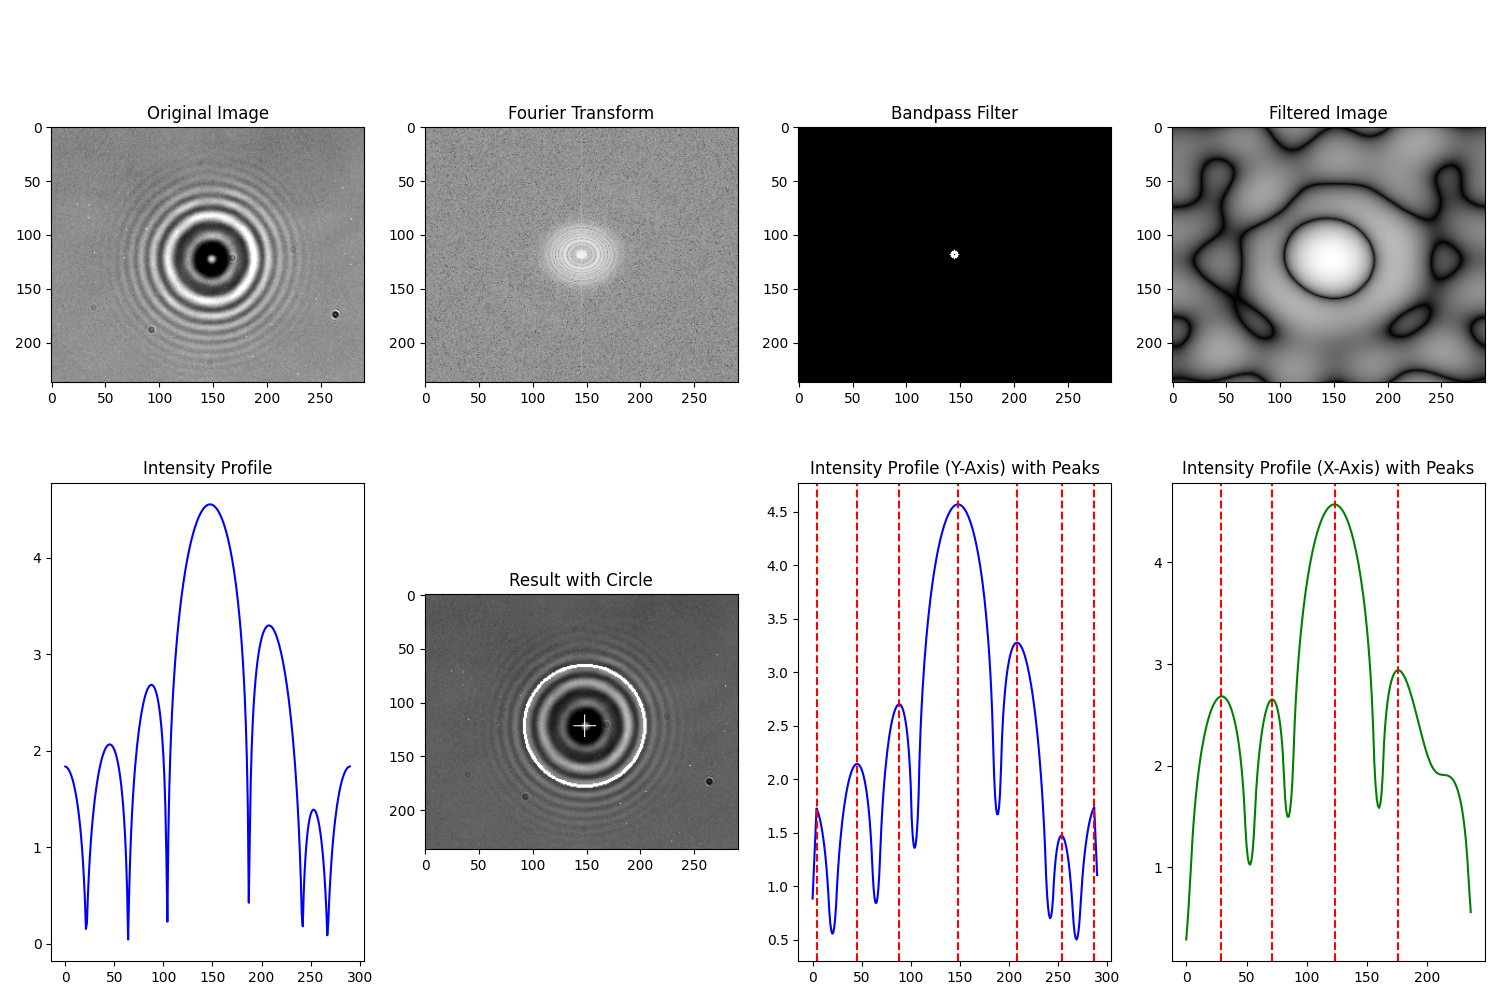 Original Image
Fourier Transform
Bandpass Filter
Filtered Image
0
50
100
150
200
0 50 100 150 200 250
0
50
100
150
200
0 50 100 150 200 250
0
50
100
150
200
0 50 100 150 200 250
0
50
100
150
200
0 50 100 150 200 250
Intensity Profile
4
3
2
1
0
0 50 100 150 200 250 300
Result with Circle
0
50
100
150
200
0 50 100 150 200 250
Intensity Profile (Y-Axis) with Peaks
4.5
4.0
3.5
3.0
2.5
2.0
1.5
1.0
0.5
0 50 100 150 200 250 300
Intensity Profile (X-Axis) with Peaks
4
3
2
1
0 50 100 150 200